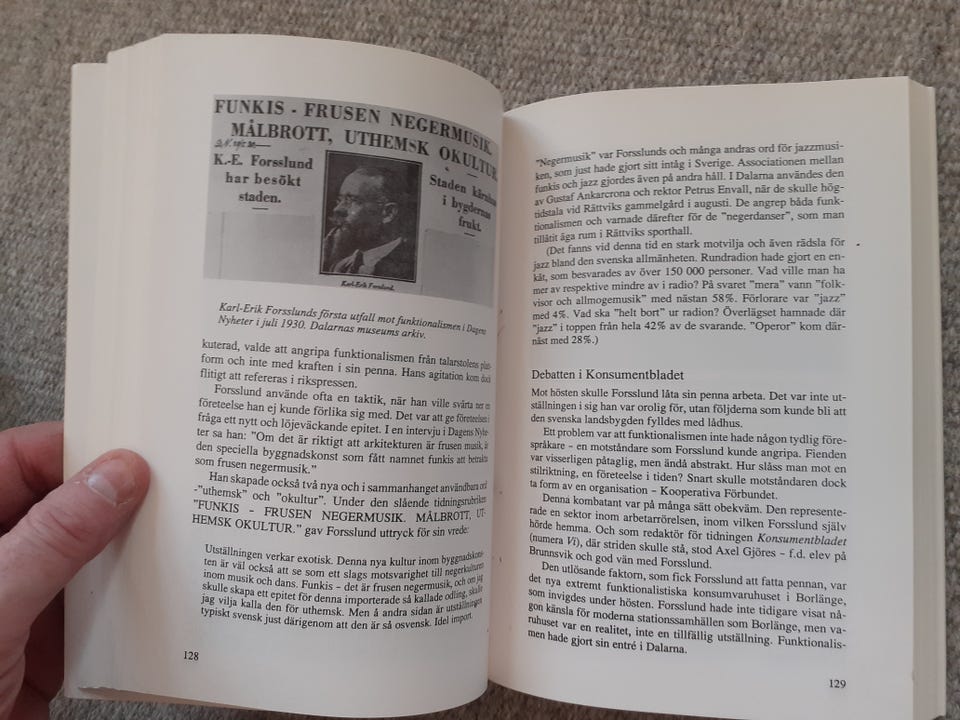 FUNKIS - FRUSEN NEGERMUSIK.
MÅLBROTT, UTHEMSK OKULTUR.
K.-E. Forsslund
har besökt
staden.
Staden kärnhus
i bygdernas
frukt.
Karl-Erik Forsslund.
Karl-Erik Forsslunds första utfall mot funktionalismen i Dagens
Nyheter i juli 1930. Dalarnas museums arkiv.
kuterad, valde att angripa funktionalismen från talarstolens platt-
form och inte med kraften i sin penna. Hans agitation kom dock
flitigt att refereras i rikspressen.
Forsslund använde ofta en taktik, när han ville svärta ner en
företeelse han ej kunde förlika sig med. Det var att ge företeelsen i
fråga ett nytt och löjeväckande epitet. I en intervju i Dagens Nyhe-
ter sa han: "Om det är riktigt att arkitekturen är frusen musik, är
den speciella byggnadskonst som fått namnet funkis att betrakta
som frusen negermusik."
Han skapade också två nya och i sammanhanget användbara ord
-"uthemsk" och "okultur". Under den slående tidningsrubriken
"FUNKIS - FRUSEN NEGERMUSIK. MÅLBROTT, UT-
HEMSK OKULTUR." gav Forsslund uttryck för sin vrede:
Utställningen verkar exotisk. Denna nya kultur inom byggnadskons-
ten är väl också att se som ett slags motsvarighet till negerkulturen
inom musik och dans. Funkis - det är frusen negermusik, och om jag
skulle skapa ett epitet för denna importerade så kallade odling, skulle
jag vilja kalla den för uthemsk. Men å andra sidan är utställningen
typiskt svensk just därigenom att den är så osvensk. Idel import.
128
"Negermusik" var Forsslunds och många andras ord för jazzmusi-
ken, som just hade gjort sitt intåg i Sverige. Associationen mellan
funkis och jazz gjordes även på andra håll. I Dalarna användes den
av Gustaf Ankarcrona och rektor Petrus Envall, när de skulle hög-
tidstala vid Rättviks gammelgård i augusti. De angrep båda funk-
tionalismen och varnade därefter för de "negerdanser", som man
tillåtit äga rum i Rättviks sporthall.
(Det fanns vid denna tid en stark motvilja och även rädsla för
jazz bland den svenska allmänheten. Rundradion hade gjort en en-
kät, som besvarades av över 150 000 personer. Vad ville man ha
mer av respektive mindre av i radio? På svaret "mera" vann "folk-
visor och allmogemusik" med nästan 58%. Förlorare var "jazz"
med 4%. Vad ska "helt bort" ur radion? Överlägset hamnade där
"jazz" i toppen från hela 42% av de svarande. "Operor" kom där-
näst med 28%.)
Debatten i Konsumentbladet
Mot hösten skulle Forsslund låta sin penna arbeta. Det var inte ut-
ställningen i sig han var orolig för, utan följderna som kunde bli att
den svenska landsbygden fylldes med lådhus.
Ett problem var att funktionalismen inte hade någon tydlig före-
språkare - en motståndare som Forsslund kunde angripa. Fienden
var visserligen påtaglig, men ändå abstrakt. Hur slåss man mot en
stilriktning, en företeelse i tiden? Snart skulle motståndaren dock
ta form av en organisation - Kooperativa Förbundet.
Denna kombatant var på många sätt obekväm. Den represente-
rade en sektor inom arbetarrörelsen, inom vilken Forsslund själv
hörde hemma. Och som redaktör för tidningen Konsumentbladet
(numera Vi), där striden skulle stå, stod Axel Gjöres - f.d. elev på
Brunnsvik och god vän med Forsslund.
Den utlösande faktorn, som fick Forsslund att fatta pennan, var
det nya extremt funktionalistiska konsumvaruhuset i Borlänge,
som invigdes under hösten. Forsslund hade inte tidigare visat nå-
gon känsla för moderna stationssamhällen som Borlänge, men va-
ruhuset var en realitet, inte en tillfällig utställning. Funktionalis-
men hade gjort sin entré i Dalarna.
129